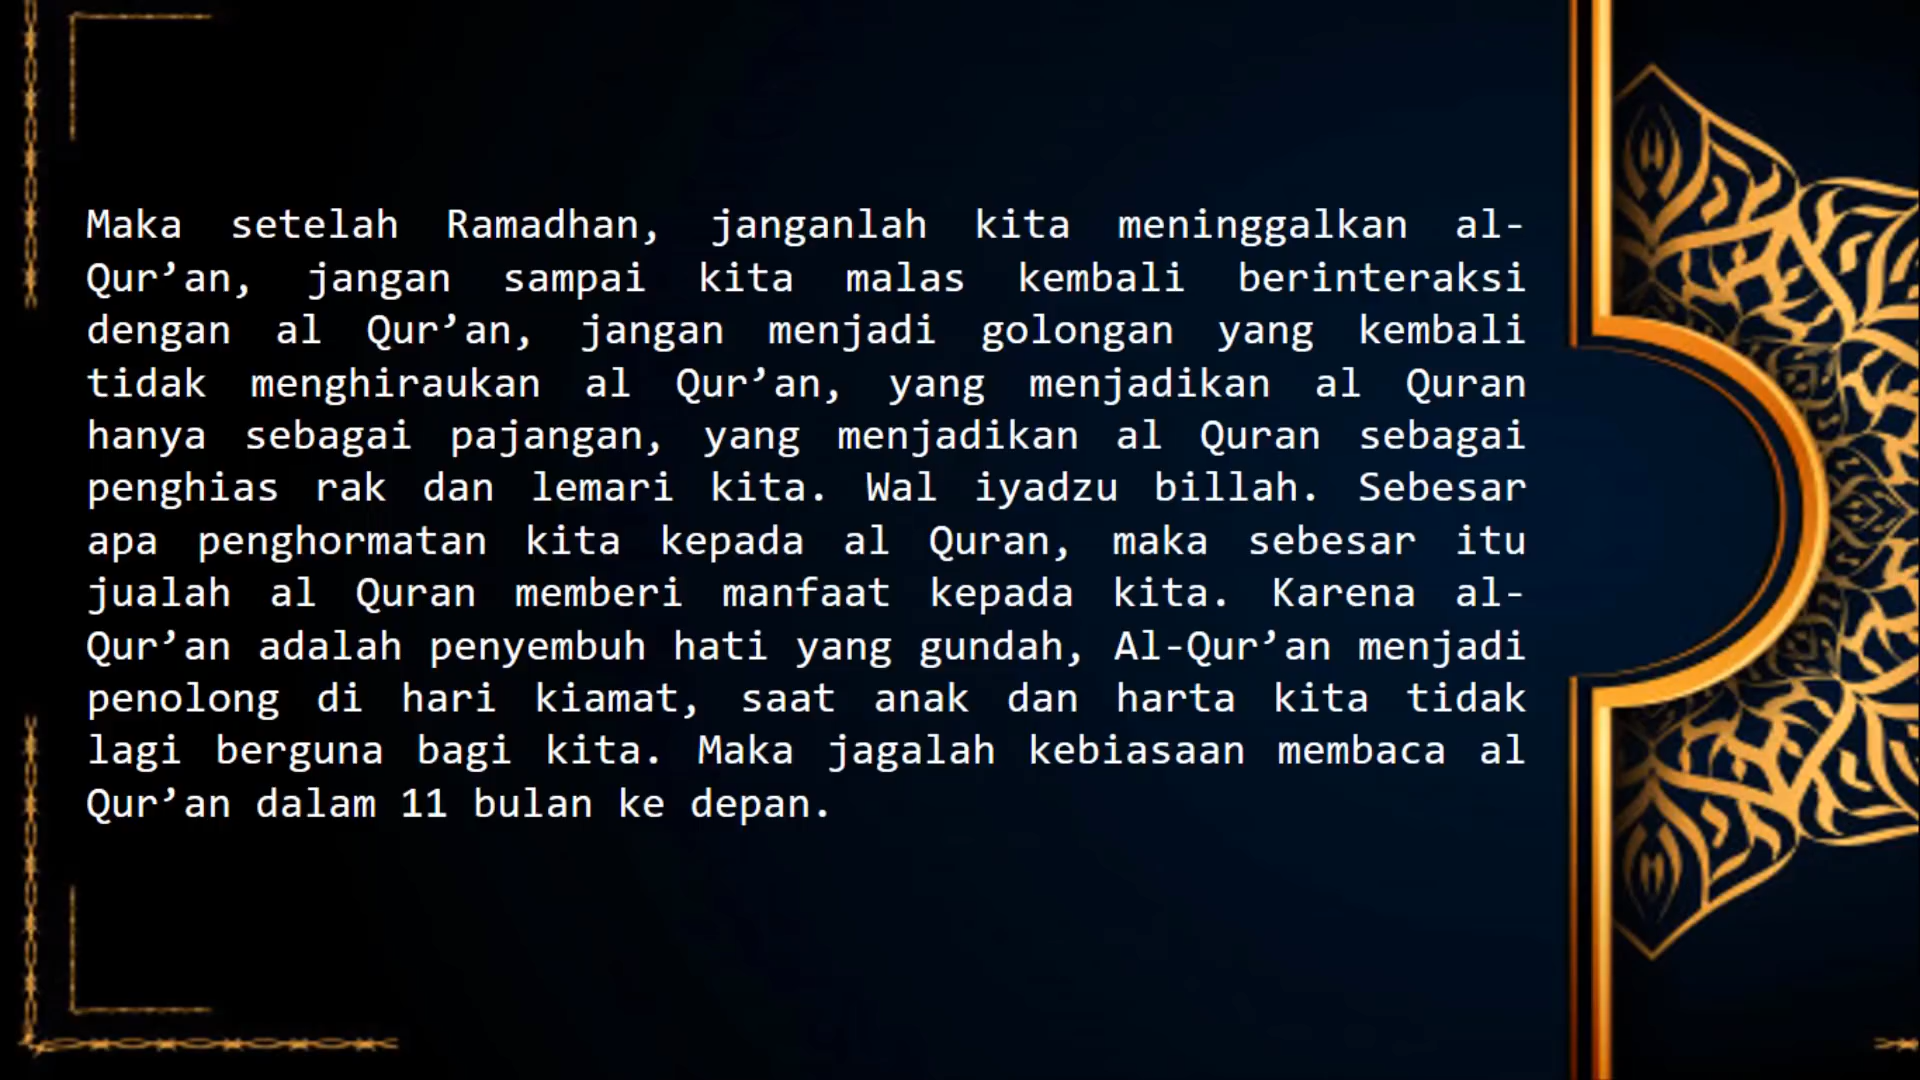 Maka setelah Ramadhan, janganlah kita meninggalkan al-
Qur’an, jangan sampai kita malas kembali berinteraksi
dengan al Qur’an, jangan menjadi golongan yang kembali
tidak menghiraukan al Qur’an, yang menjadikan al Quran
hanya sebagai pajangan, yang menjadikan al Quran sebagai
penghias rak dan lemari kita. Wal iyadzu billah. Sebesar
apa penghormatan kita kepada al Quran, maka sebesar itu
jualah al Quran memberi manfaat kepada kita. Karena al-
Qur’an adalah penyembuh hati yang gundah, Al-Qur’an menjadi
penolong di hari kiamat, saat anak dan harta kita tidak
lagi berguna bagi kita. Maka jagalah kebiasaan membaca al
Qur’an dalam 11 bulan ke depan.